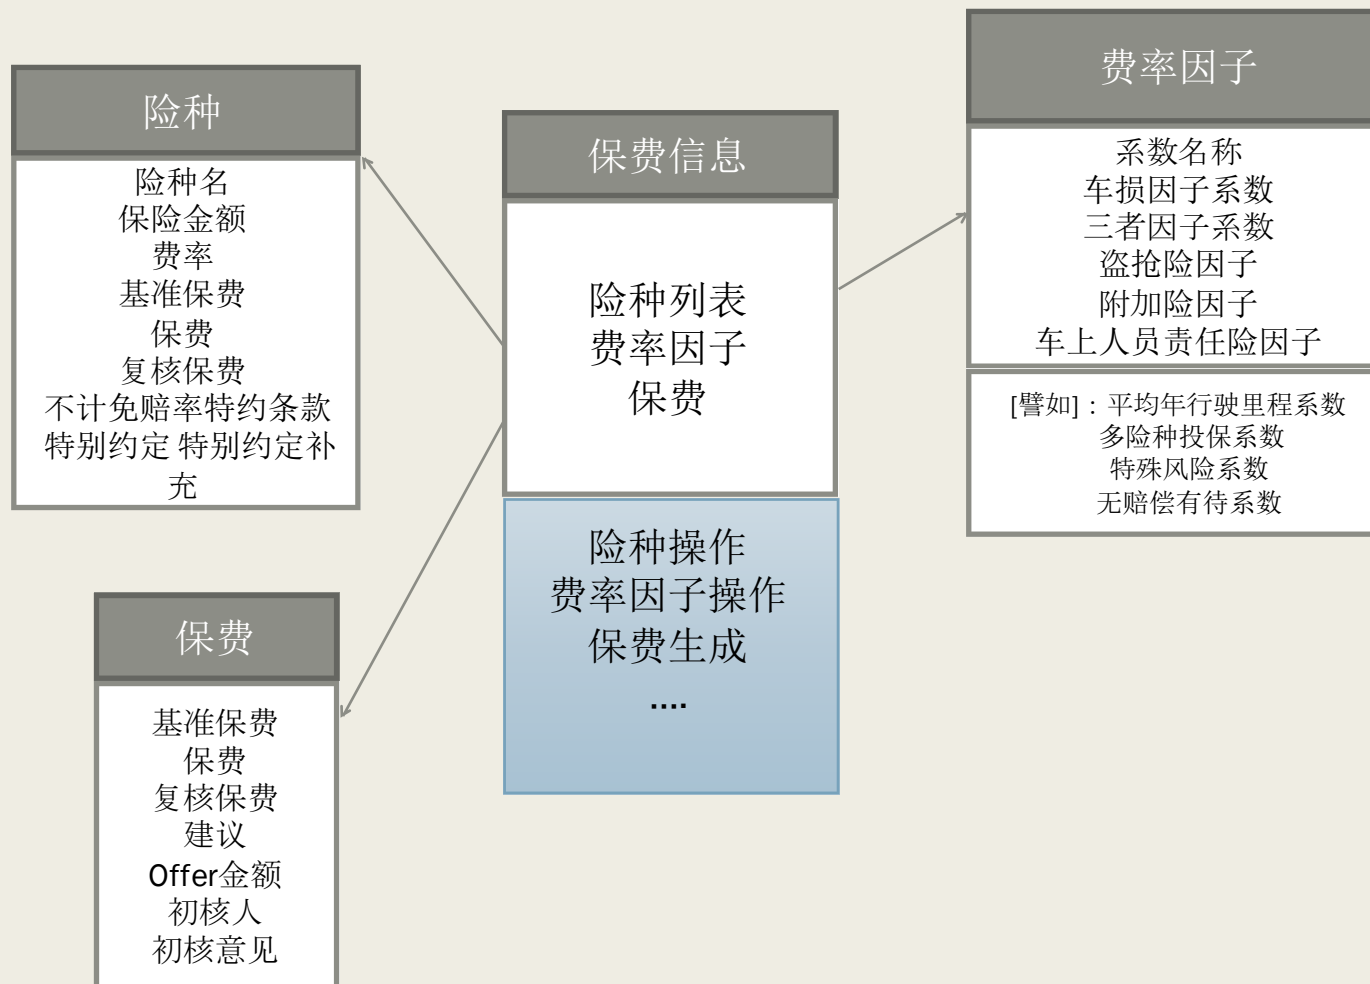 险种
险种名
保险金额
费率
基准保费
保费
复核保费
不计免赔率特约条款
特别约定 特别约定补
充
保费信息
险种列表
费率因子
保费
险种操作
费率因子操作
保费生成
....
费率因子
系数名称
车损因子系数
三者因子系数
盗抢险因子
附加险因子
车上人员责任险因子
[譬如]：平均年行驶里程系数
多险种投保系数
特殊风险系数
无赔偿有待系数
保费
基准保费
保费
复核保费
建议
Offer金额
初核人
初核意见